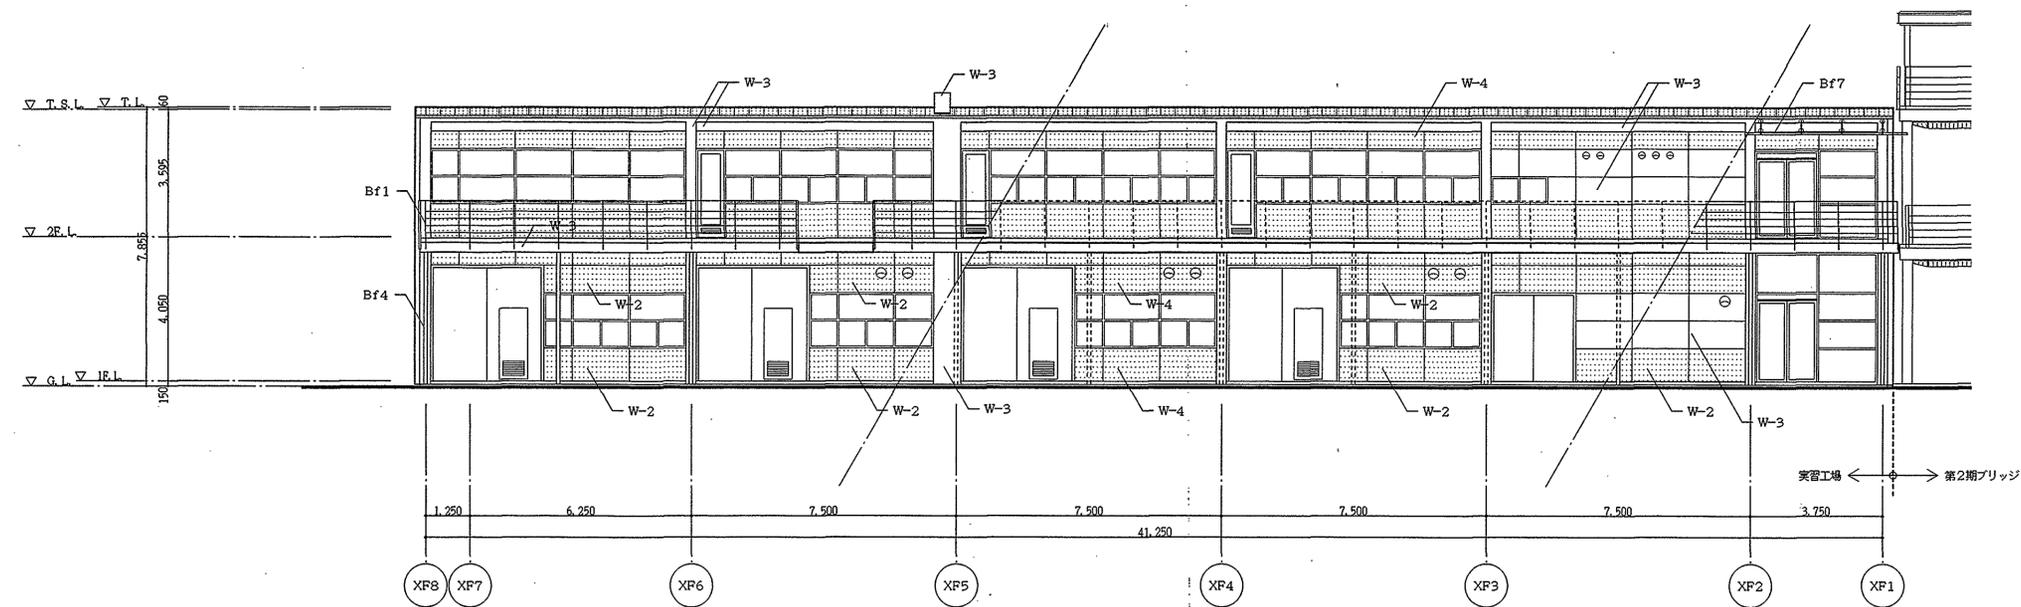 W-3
W-3
W-4
W-3
Bf7
▽ T.S.L. ▽ T.L.
60
3.595
Bf1
W-3
▽ 2F.L.
7.855
Bf4
4.050
W-2
W-2
W-4
W-2
▽ G.L. ▽ 1F.L.
150
W-2
W-2
W-3
W-4
W-2
W-2
W-3
実習工場
第2期ブリッジ
1.250
6.250
7.500
7.500
7.500
7.500
3.750
41.250
XF8
XF7
XF6
XF5
XF4
XF3
XF2
XF1